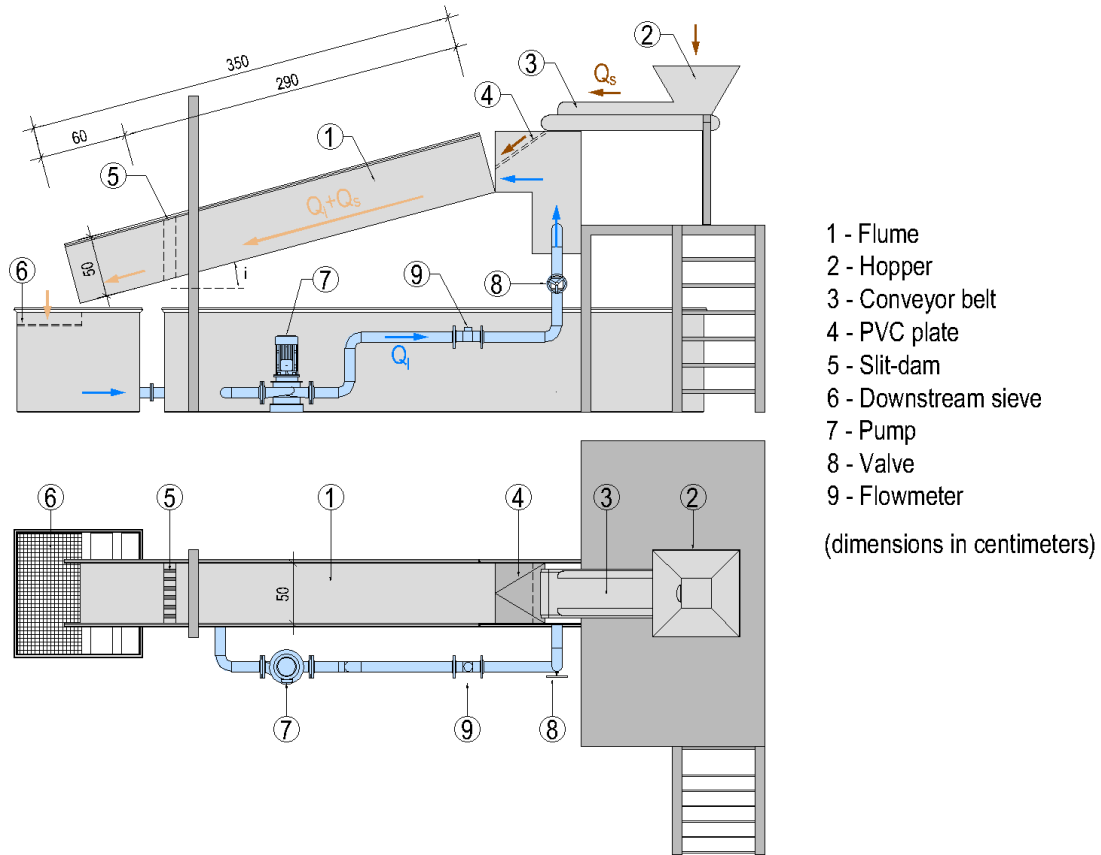 350
290
60
2
3
Qs
4
1
5
Ql+Qs
50
i
6
7
9
8
Ql
1 - Flume
2 - Hopper
3 - Conveyor belt
4 - PVC plate
5 - Slit-dam
6 - Downstream sieve
7 - Pump
8 - Valve
9 - Flowmeter
(dimensions in centimeters)
6
5
1
4
3
2
50
7
9
8